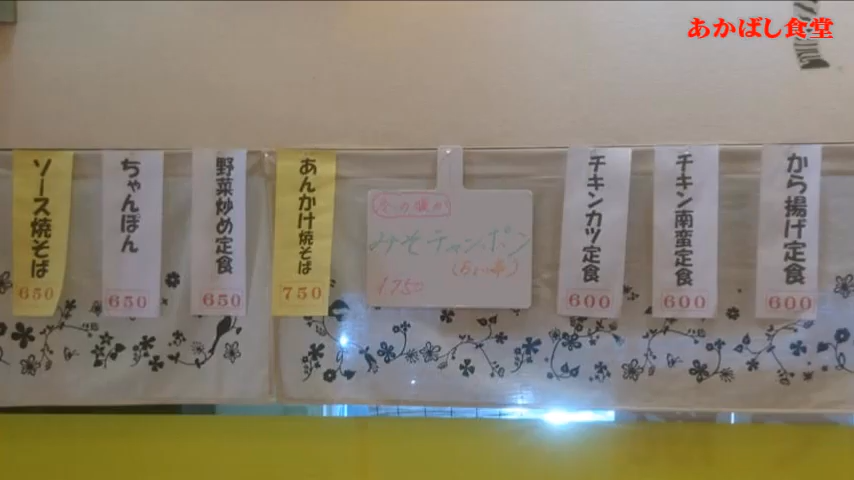 あかばし食堂
ソース焼そば
650
ちゃんぽん
650
野菜炒め定食
650
あんかけ焼そば
750
みそチャンポン
750
チキンカツ定食
600
チキン南蛮定食
600
から揚げ定食
600